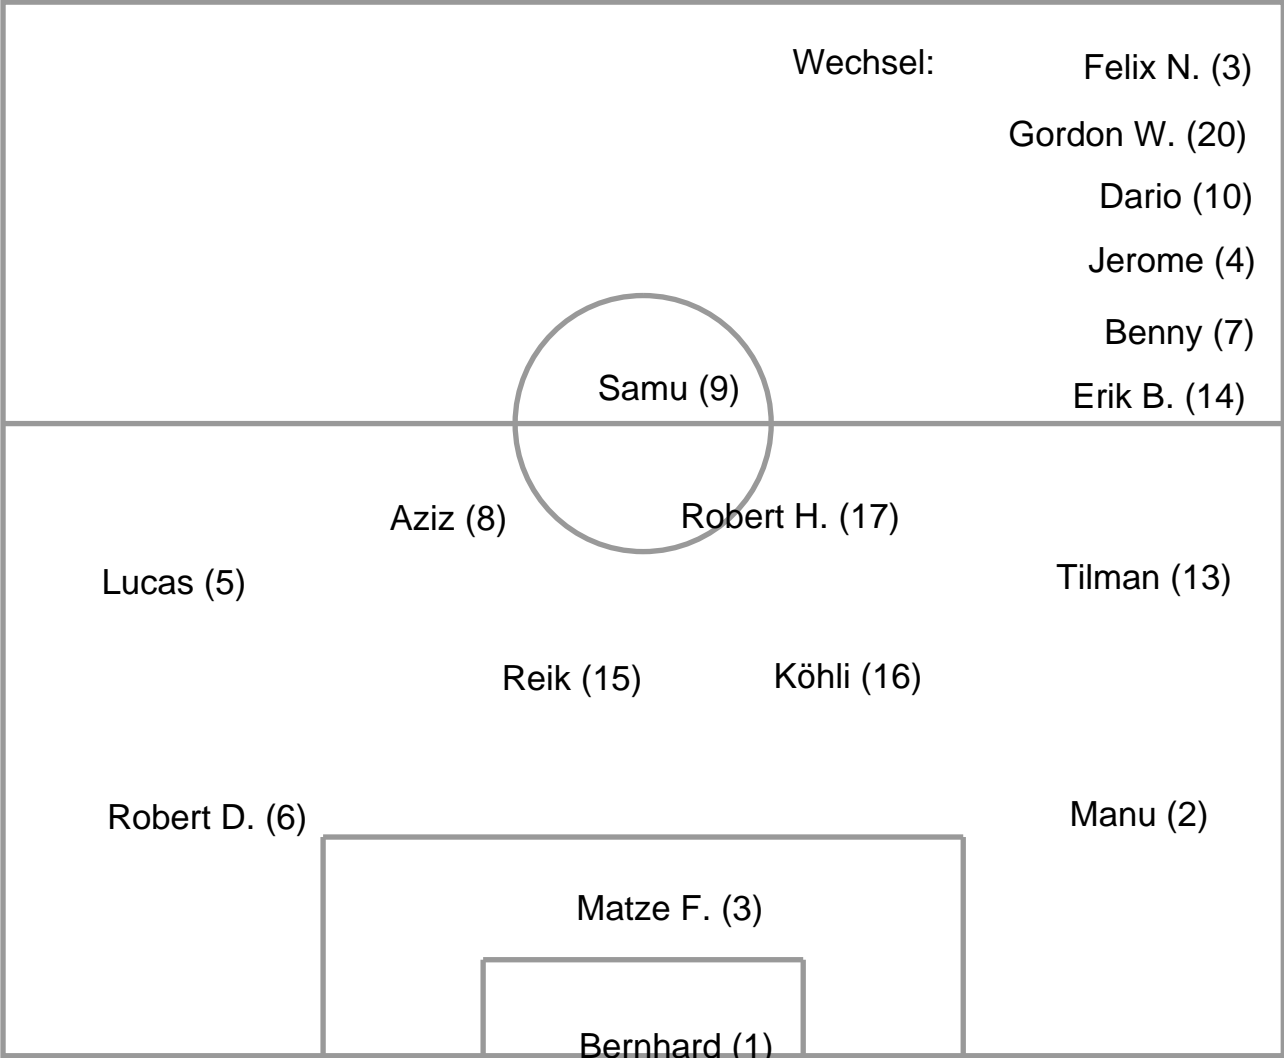 Wechsel: Felix N. (3)
Gordon W. (20)
Dario (10)
Jerome (4)
Benny (7)
Samu (9) Erik B. (14)
Aziz (8) Robert H. (17)
Lucas (5) Tilman (13)
Reik (15) Köhli (16)
Robert D. (6) Manu (2)
Matze F. (3)
Bernhard (1)